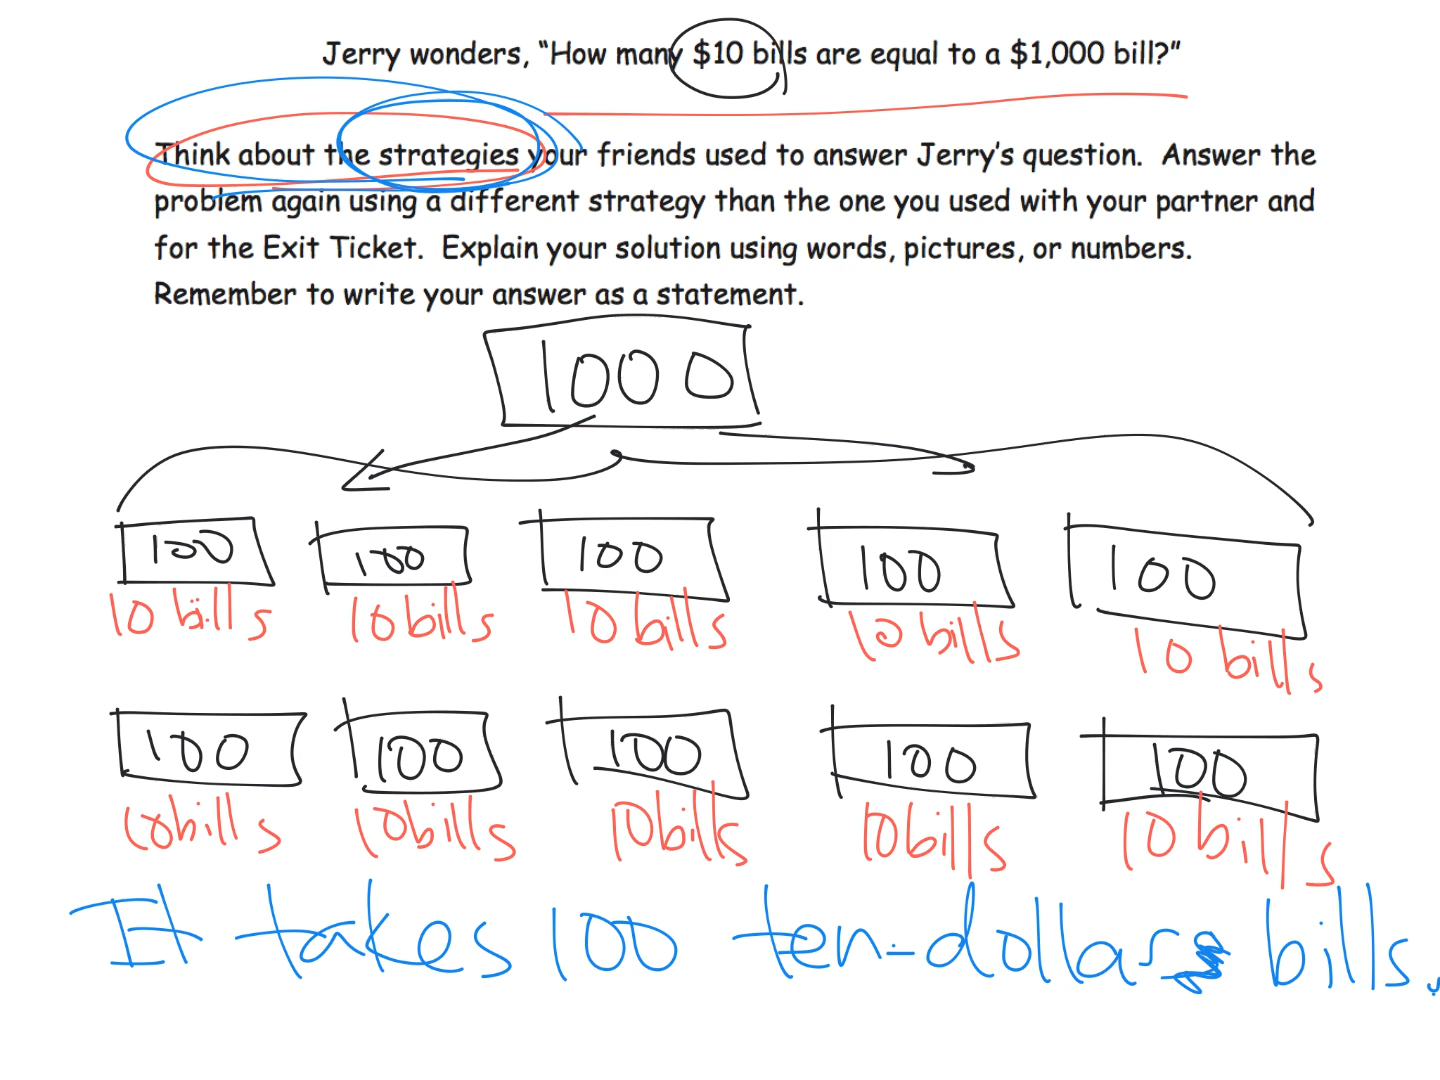 Jerry wonders, “How many $10 bills are equal to a $1,000 bill?”
Think about the strategies your friends used to answer Jerry’s question. Answer the
problem again using a different strategy than the one you used with your partner and
for the Exit Ticket. Explain your solution using words, pictures, or numbers.
Remember to write your answer as a statement.
1000
100 100 100 100 100
10 bills 10 bills 10 bills 10 bills 10 bills
100 100 100 100 100
10 bills 10 bills 10 bills 10 bills 10 bills
It takes 100 ten-dollar bills.